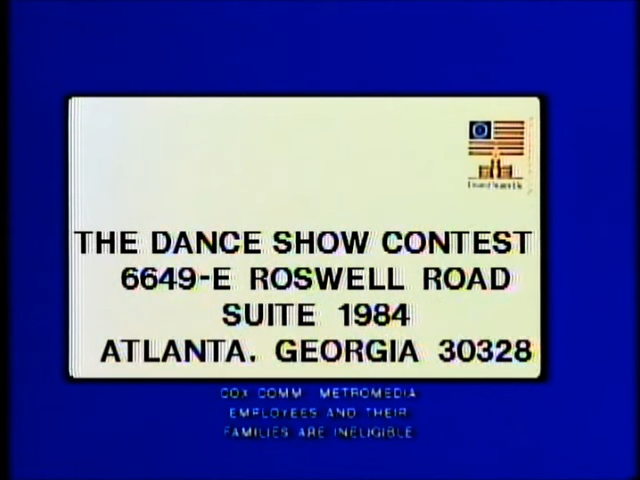 THE DANCE SHOW CONTEST
6649-E ROSWELL ROAD
SUITE 1984
ATLANTA. GEORGIA 30328
COX COMM. METROMEDIA
EMPLOYEES AND THEIR
FAMILIES ARE INELIGIBLE